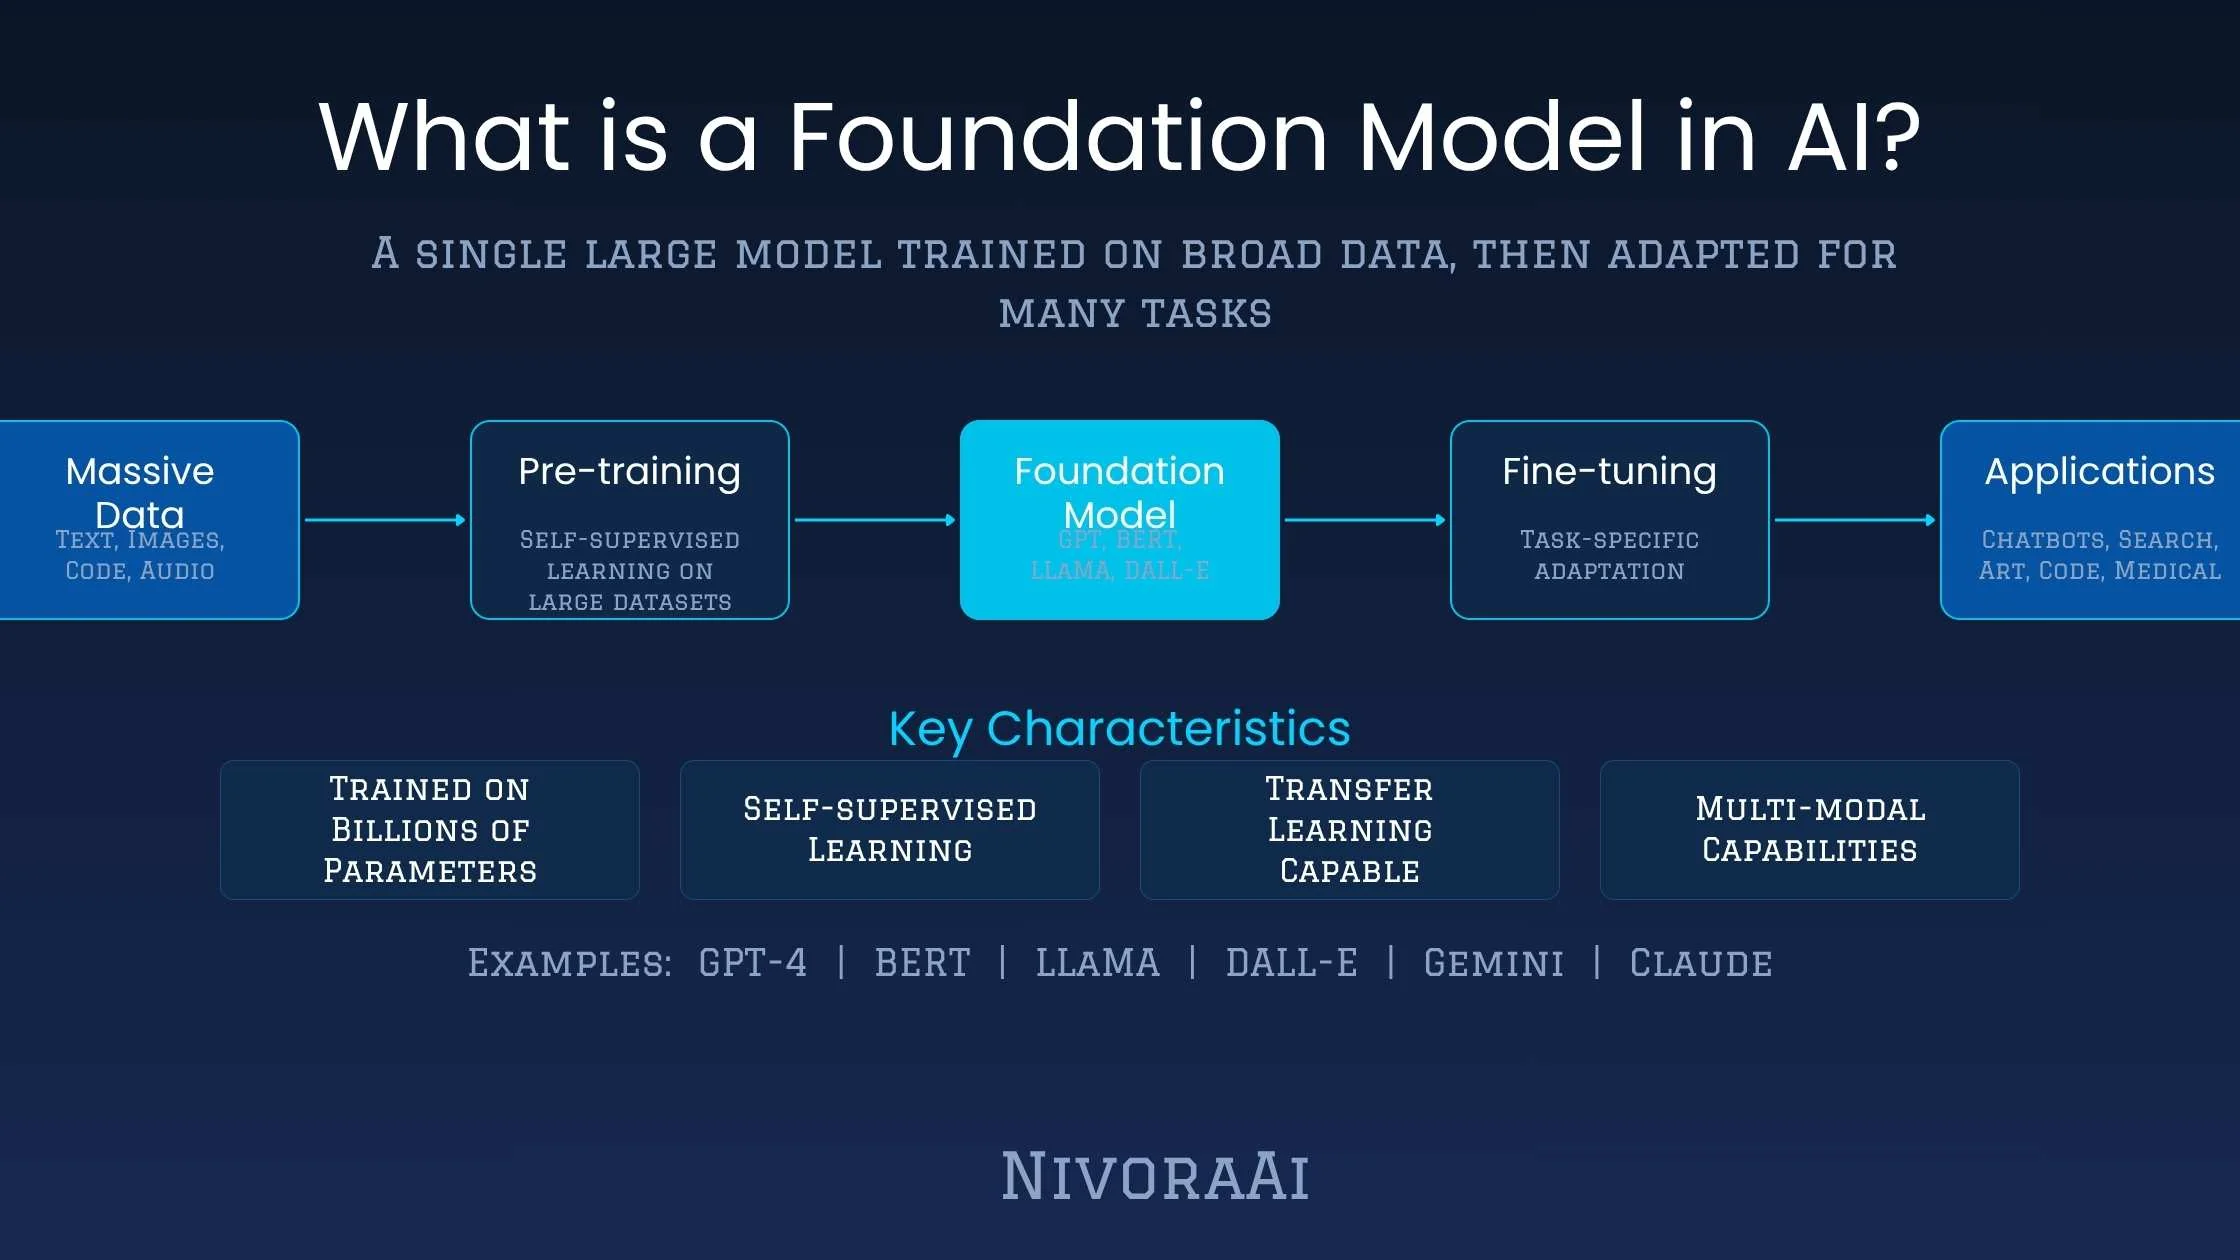 What is a Foundation Model in AI?
A single large model trained on broad data, then adapted for
many tasks
Massive
Data
Text, Images,
Code, Audio
Pre-training
Self-supervised
learning on
large datasets
Foundation
Model
GPT, BERT,
LLaMA, DALL-E
Fine-tuning
Task-specific
adaptation
Applications
Chatbots, Search,
Art, Code, Medical
Key Characteristics
Trained on
Billions of
Parameters
Self-supervised
Learning
Transfer
Learning
Capable
Multi-modal
Capabilities
Examples: GPT-4 | BERT | LLaMA | DALL-E | Gemini | Claude
NivoraAi